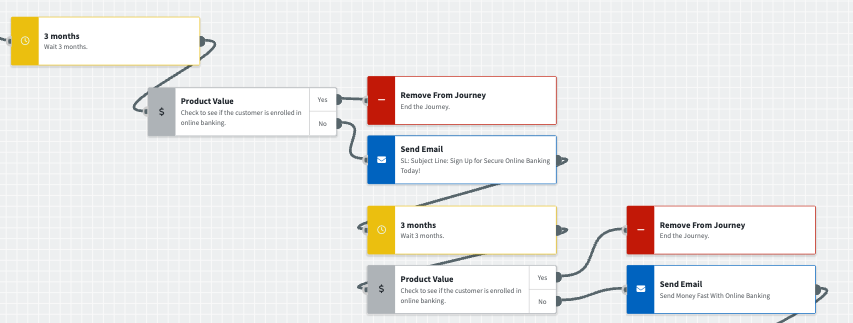 3 months
Wait 3 months.
$
Product Value
Check to see if the customer is enrolled in
online banking.
Yes
No
Remove From Journey
End the Journey.
Send Email
SL: Subject Line: Sign Up for Secure Online Banking
Today!
3 months
Wait 3 months.
Remove From Journey
End the Journey.
$
Product Value
Check to see if the customer is enrolled in
online banking.
Yes
No
Send Email
Send Money Fast With Online Banking